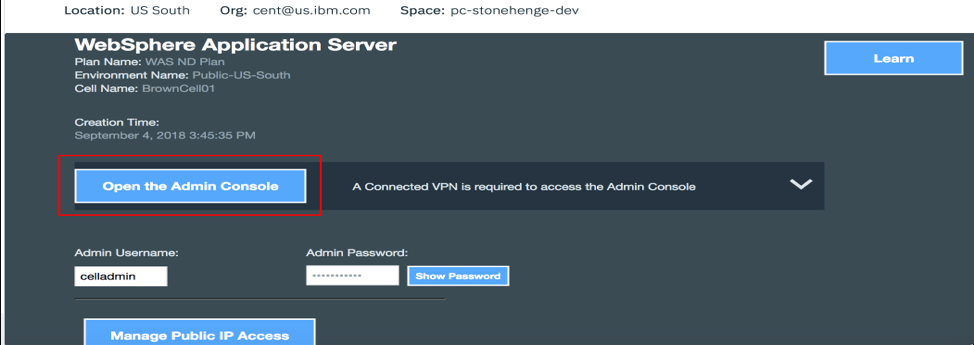 Location: US South Org: cent@us.ibm.com Space: pc-stonehenge-dev
WebSphere Application Server
Learn
Plan Name: WAS ND Plan
Environment Name: Public-US-South
Cell Name: BrownCell01
Creation Time:
September 4, 2018 3:45:35 PM
Open the Admin Console A Connected VPN is required to access the Admin Console
Admin Username: Admin Password:
celladmin ••••••••••• Show Password
Manage Public IP Access